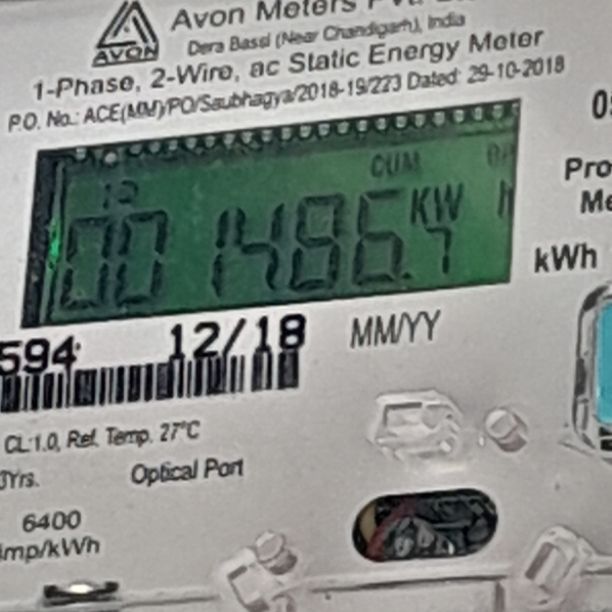 Avon Meters
AVON
Dera Bassi (Near Chandigarh), India
1-Phase, 2-Wire, ac Static Energy Meter
P.O. No.: ACE(MM)/PO/Saubhagya/2018-19/223 Dated: 29-10-2018
CUM
001486.7 KW
kWh
594 12/18 MM/YY
CL:1.0, Ref. Temp. 27°C
Yrs. Optical Port
6400
imp/kWh